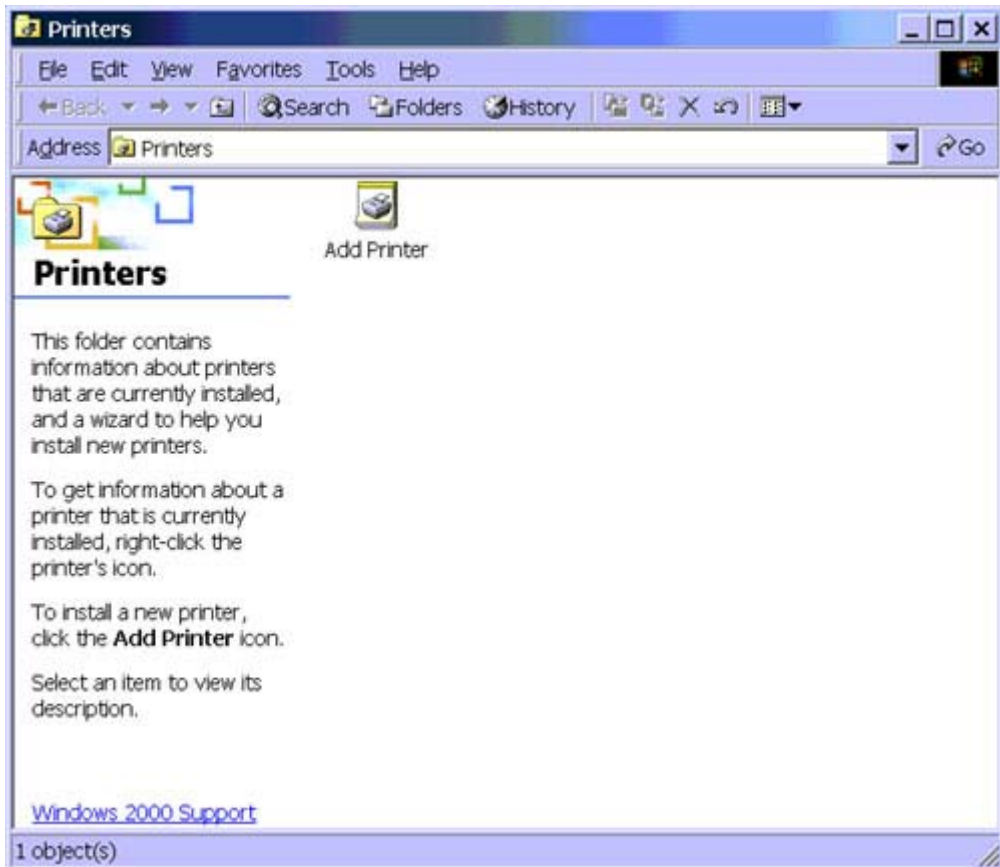 Printers
File Edit View Favorites Tools Help
Back Search Folders History
Address Printers Go
Add Printer
Printers
This folder contains
information about printers
that are currently installed,
and a wizard to help you
install new printers.
To get information about a
printer that is currently
installed, right-click the
printer's icon.
To install a new printer,
click the Add Printer icon.
Select an item to view its
description.
Windows 2000 Support
1 object(s)